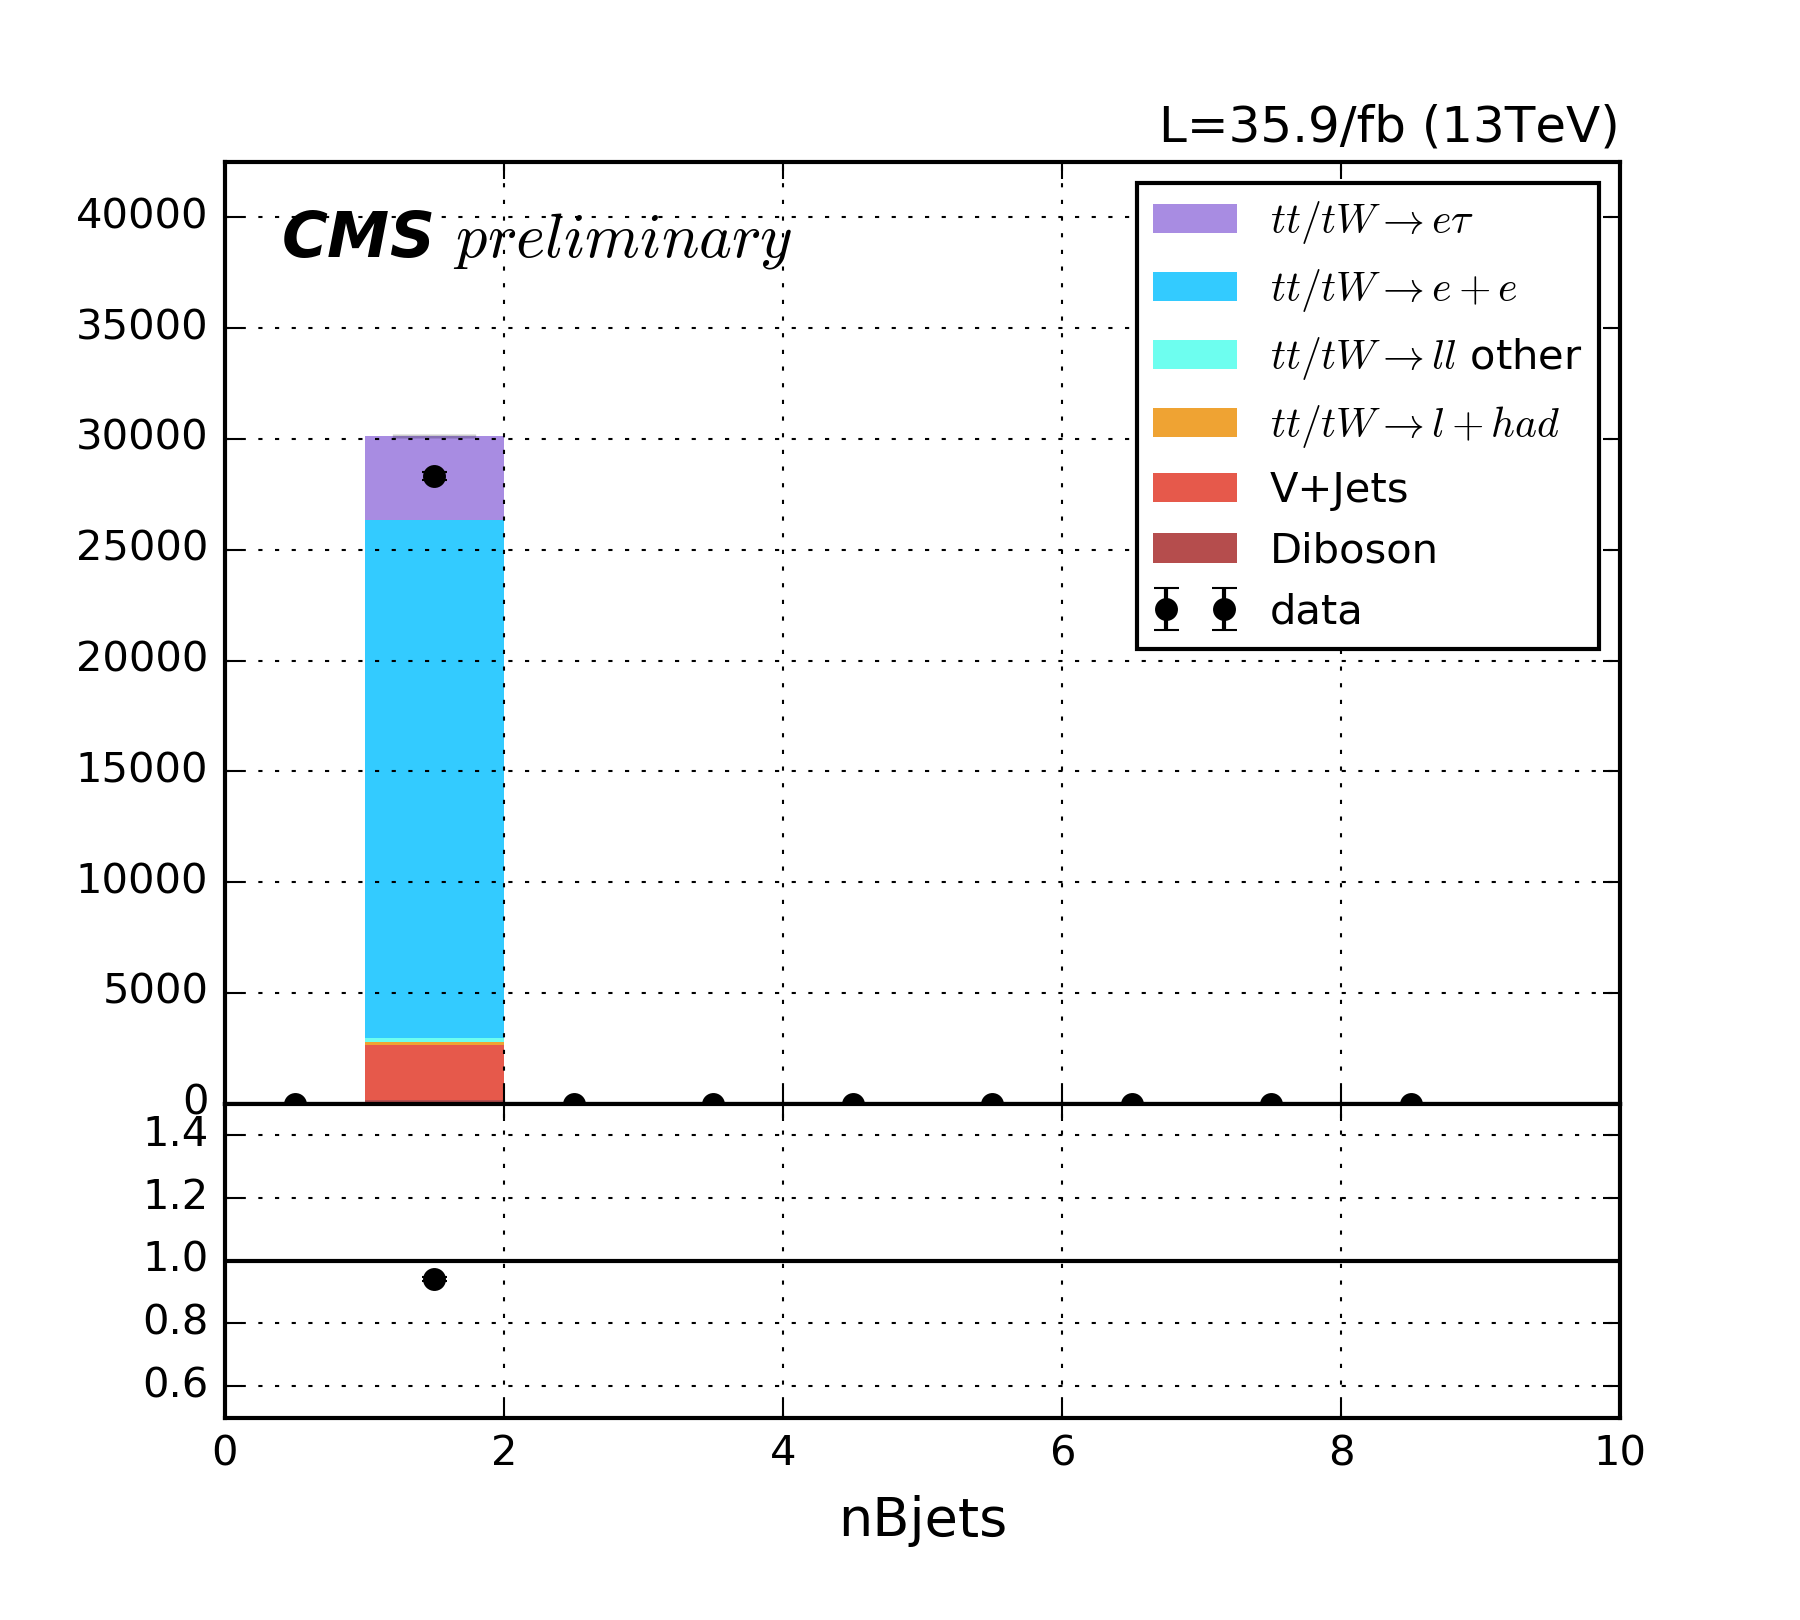 L=35.9/fb (13TeV)
CMS preliminary
40000
35000
30000
25000
20000
15000
10000
5000
0
tt/tW→eτ
tt/tW→e+e
tt/tW→ll other
tt/tW→l+had
V+Jets
Diboson
data
1.4
1.2
1.0
0.8
0.6
0 2 4 6 8 10
nBjets